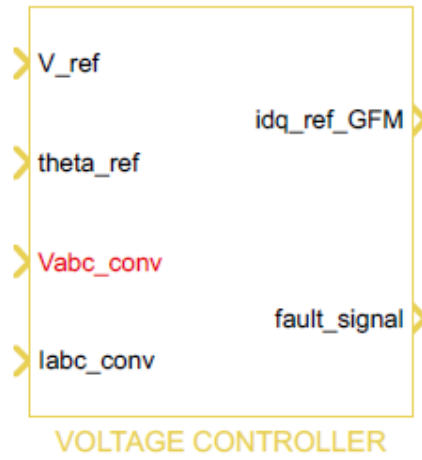 V_ref
idq_ref_GFM
theta_ref
Vabc_conv
fault_signal
Iabc_conv
VOLTAGE CONTROLLER